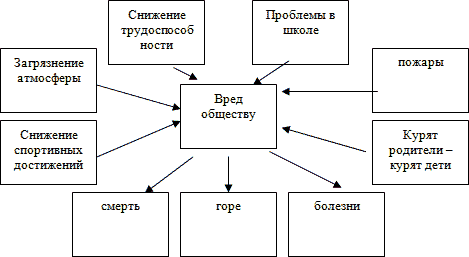 Снижение
трудоспособ
ности
Проблемы в
школе
Загрязнение
атмосферы
пожары
Вред
обществу
Снижение
спортивных
достижений
Курят
родители –
курят дети
смерть
горе
болезни